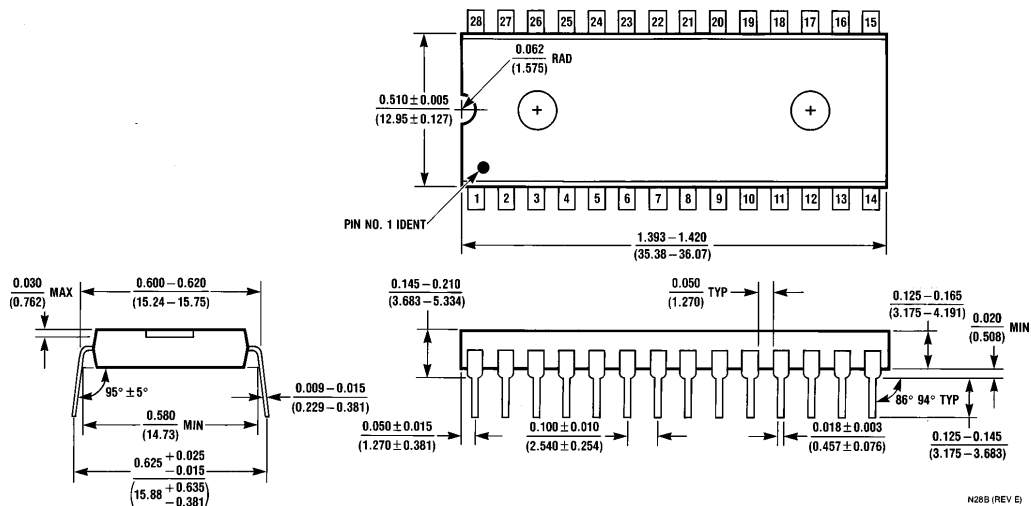 28 27 26 25 24 23 22 21 20 19 18 17 16 15
0.062
(1.575)
RAD
0.510 ± 0.005
(12.95 ± 0.127)
PIN NO. 1 IDENT
1 2 3 4 5 6 7 8 9 10 11 12 13 14
1.393 – 1.420
(35.38 – 36.07)
0.030
(0.762)
MAX
0.600 – 0.620
(15.24 – 15.75)
95° ± 5°
0.580
(14.73)
MIN
0.009 – 0.015
(0.229 – 0.381)
0.625 + 0.025
– 0.015
(15.88 + 0.635
– 0.381)
0.145 – 0.210
(3.683 – 5.334)
0.050
(1.270)
TYP
0.125 – 0.165
(3.175 – 4.191)
0.020
(0.508)
MIN
86° 94° TYP
0.050 ± 0.015
(1.270 ± 0.381)
0.100 ± 0.010
(2.540 ± 0.254)
0.018 ± 0.003
(0.457 ± 0.076)
0.125 – 0.145
(3.175 – 3.683)
N28B (REV E)